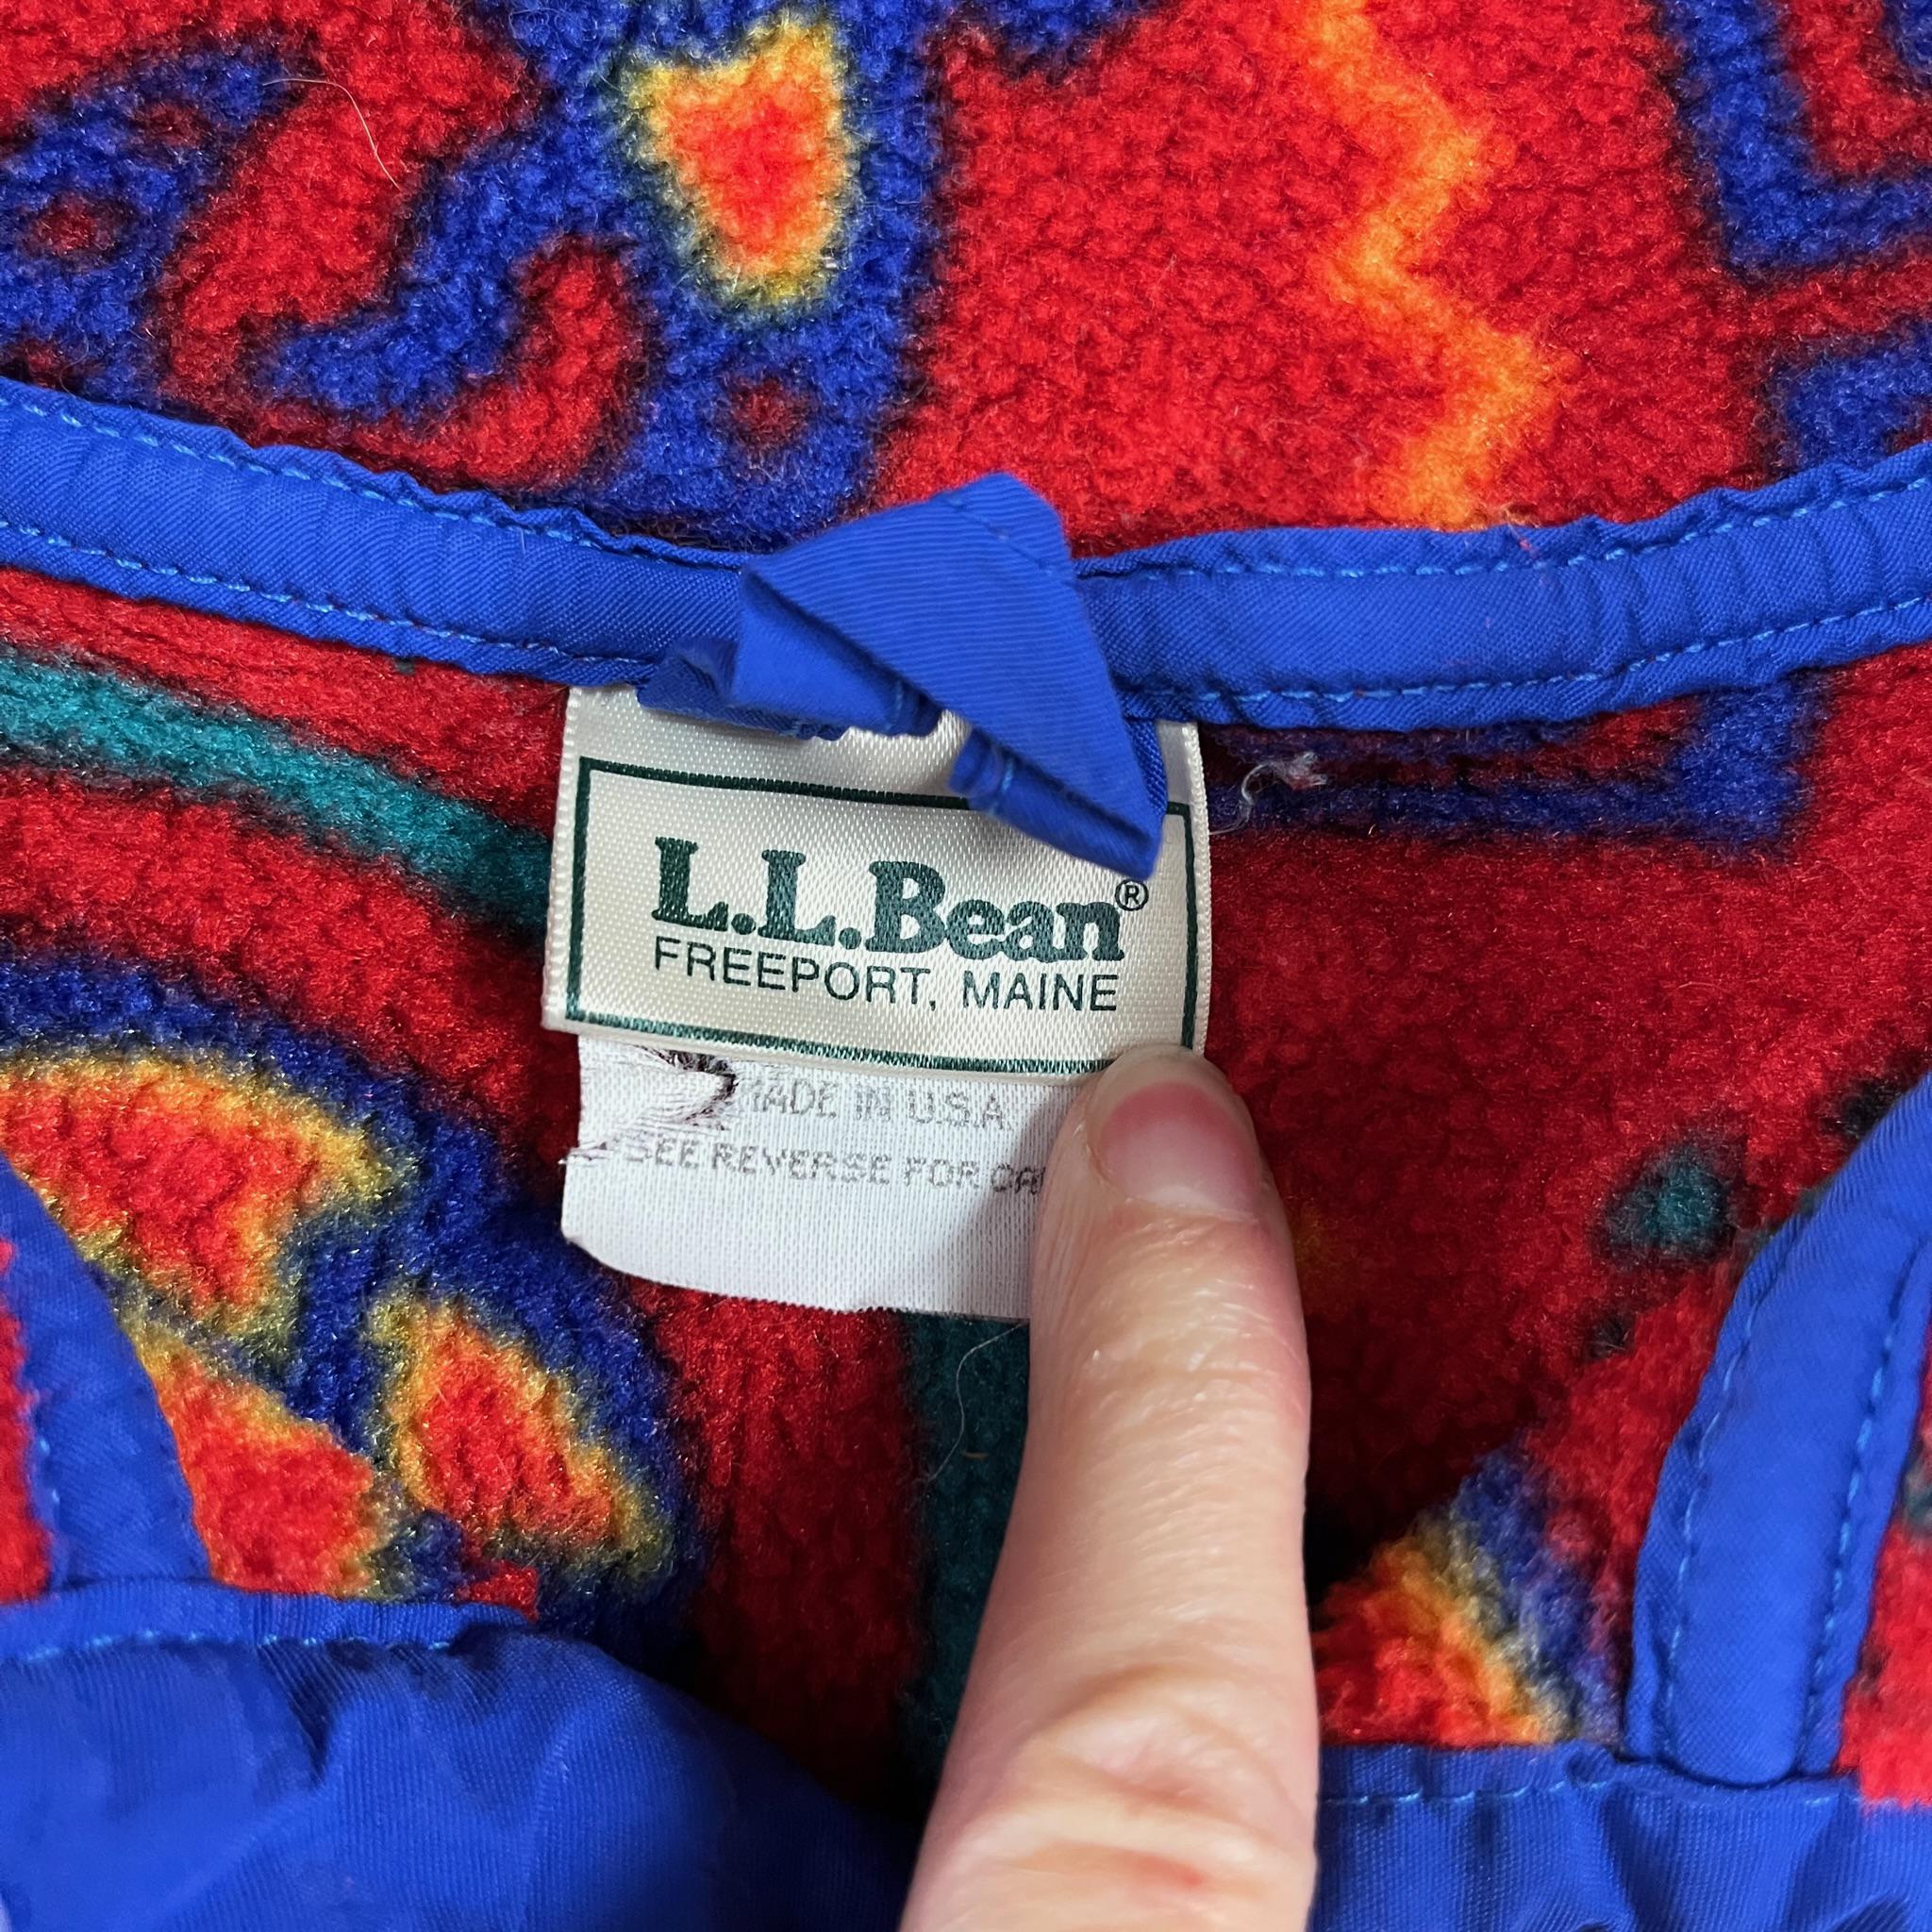 L.L.Bean®
FREEPORT, MAINE
MADE IN U.S.A.
SEE REVERSE FOR